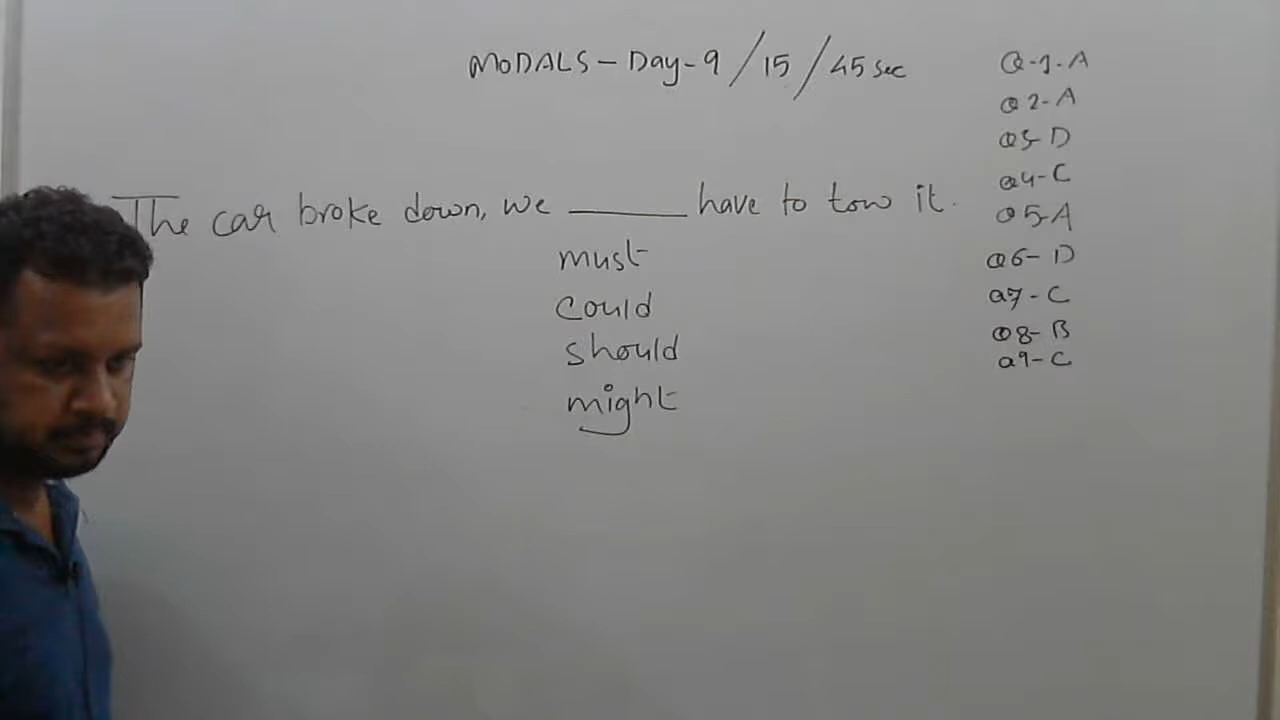 MODALS - Day - 9 / 15 / 45 sec
The car broke down, we ______ have to tow it.
must
could
should
might
Q-1-A
Q2-A
Q3-D
Q4-C
Q5-A
Q6-D
Q7-C
Q8-B
Q9-C